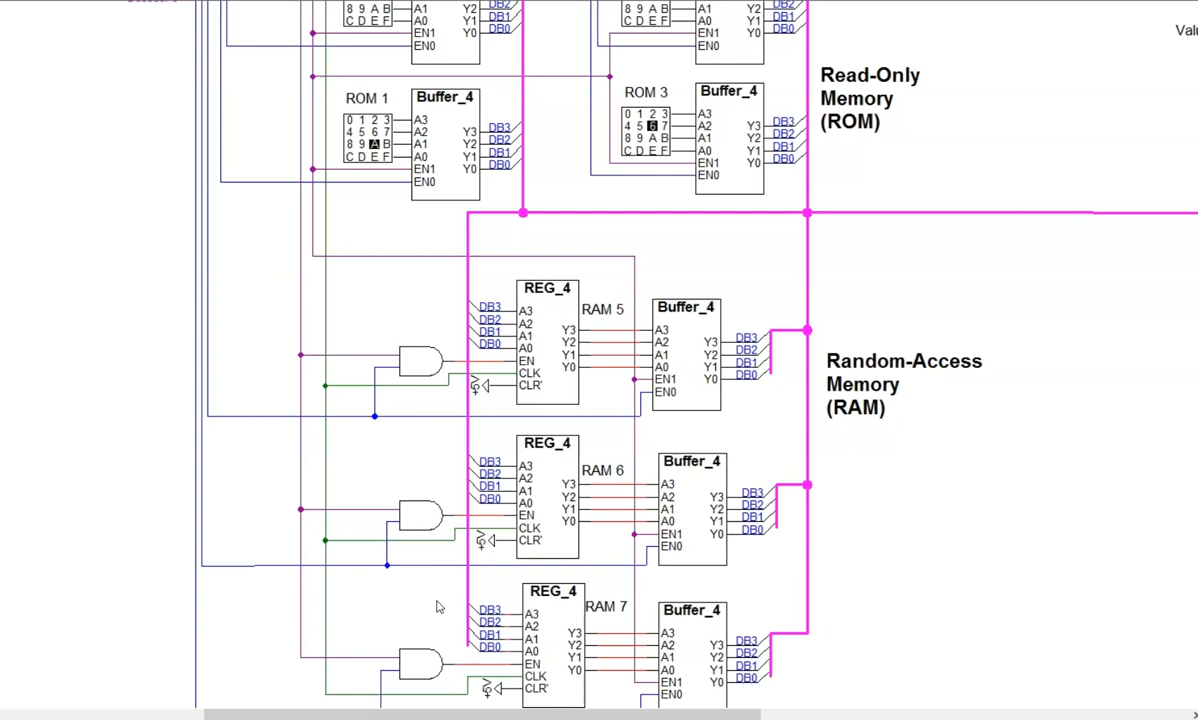 8 9 A B
C D E F
A1
A0
EN1
EN0
Y2
Y1
Y0
DB2
DB1
DB0
8 9 A B
C D E F
A1
A0
EN1
EN0
Y2
Y1
Y0
DB2
DB1
DB0
Valu
ROM 1
0 1 2 3
4 5 6 7
8 9 A B
C D E F
Buffer_4
A3
A2
A1
A0
EN1
EN0
Y3
Y2
Y1
Y0
DB3
DB2
DB1
DB0
ROM 3
0 1 2 3
4 5 6 7
8 9 A B
C D E F
Buffer_4
A3
A2
A1
A0
EN1
EN0
Y3
Y2
Y1
Y0
DB3
DB2
DB1
DB0
Read-Only
Memory
(ROM)
DB3
DB2
DB1
DB0
REG_4
A3
A2
A1
A0
EN
CLK
CLR'
Y3
Y2
Y1
Y0
RAM 5
Buffer_4
A3
A2
A1
A0
EN1
EN0
Y3
Y2
Y1
Y0
DB3
DB2
DB1
DB0
Random-Access
Memory
(RAM)
DB3
DB2
DB1
DB0
REG_4
A3
A2
A1
A0
EN
CLK
CLR'
Y3
Y2
Y1
Y0
RAM 6
Buffer_4
A3
A2
A1
A0
EN1
EN0
Y3
Y2
Y1
Y0
DB3
DB2
DB1
DB0
DB3
DB2
DB1
DB0
REG_4
A3
A2
A1
A0
EN
CLK
CLR'
Y3
Y2
Y1
Y0
RAM 7
Buffer_4
A3
A2
A1
A0
EN1
EN0
Y3
Y2
Y1
Y0
DB3
DB2
DB1
DB0